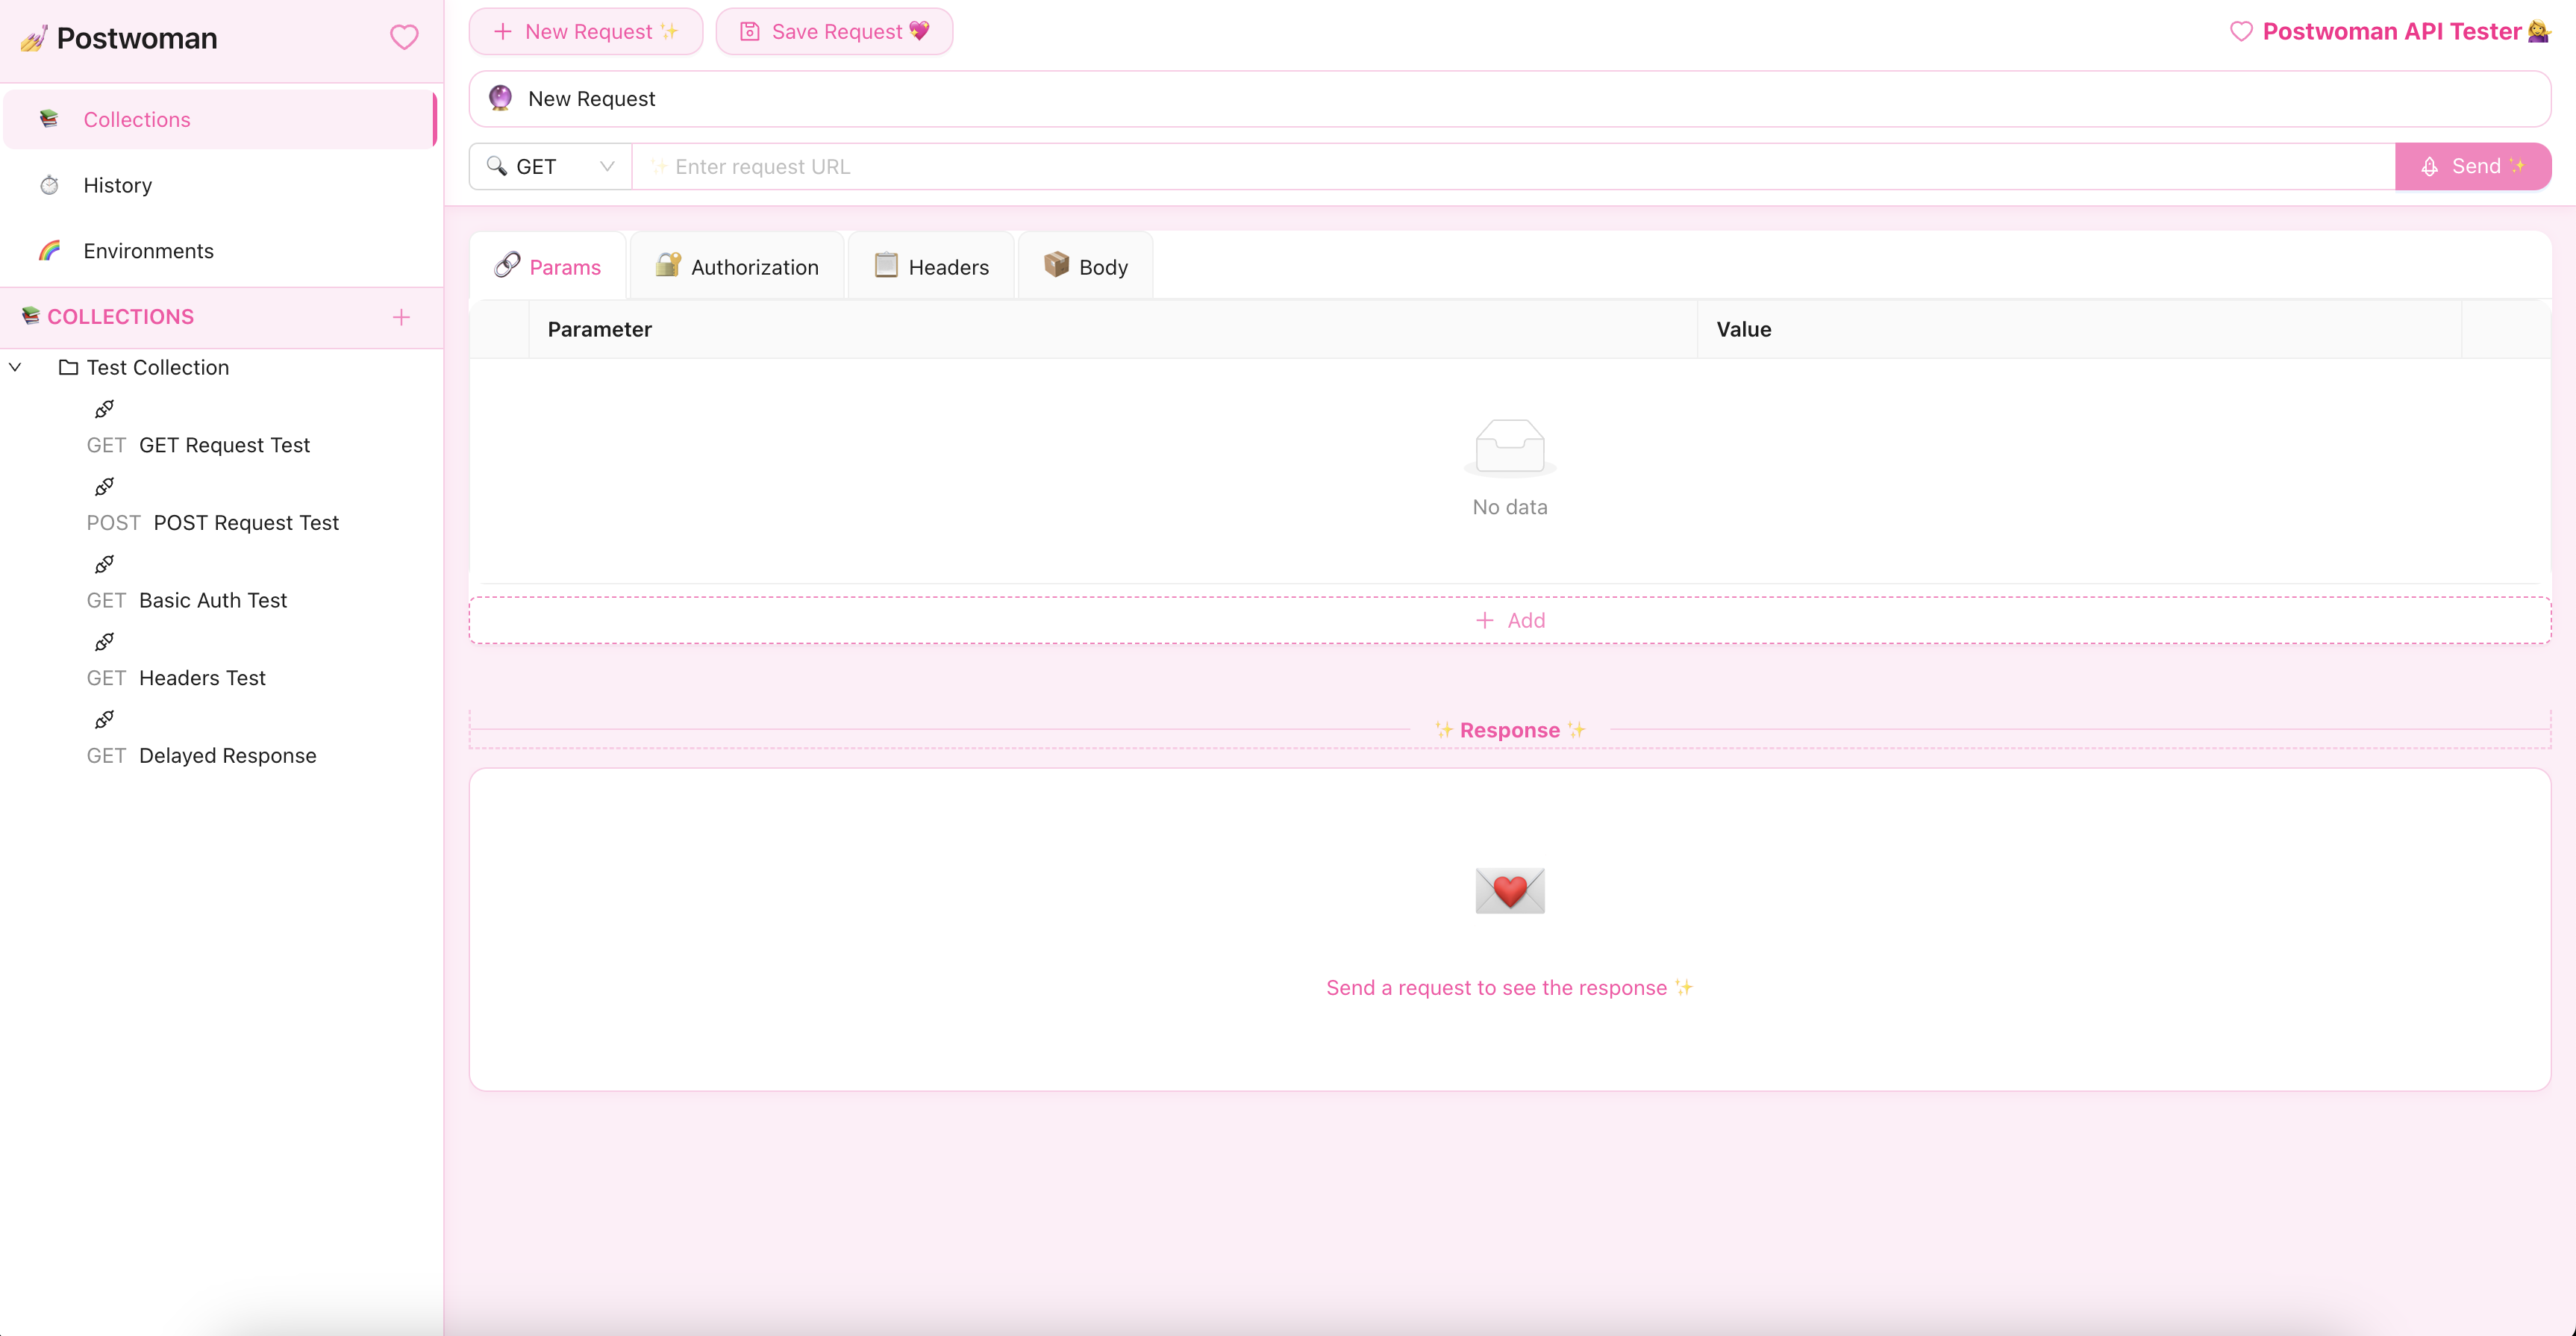 Postwoman
Collections
History
Environments
COLLECTIONS
Test Collection
GET GET Request Test
POST POST Request Test
GET Basic Auth Test
GET Headers Test
GET Delayed Response
New Request
Save Request
Postwoman API Tester
New Request
GET
Enter request URL
Send
Params
Authorization
Headers
Body
Parameter
Value
No data
+ Add
Response
Send a request to see the response